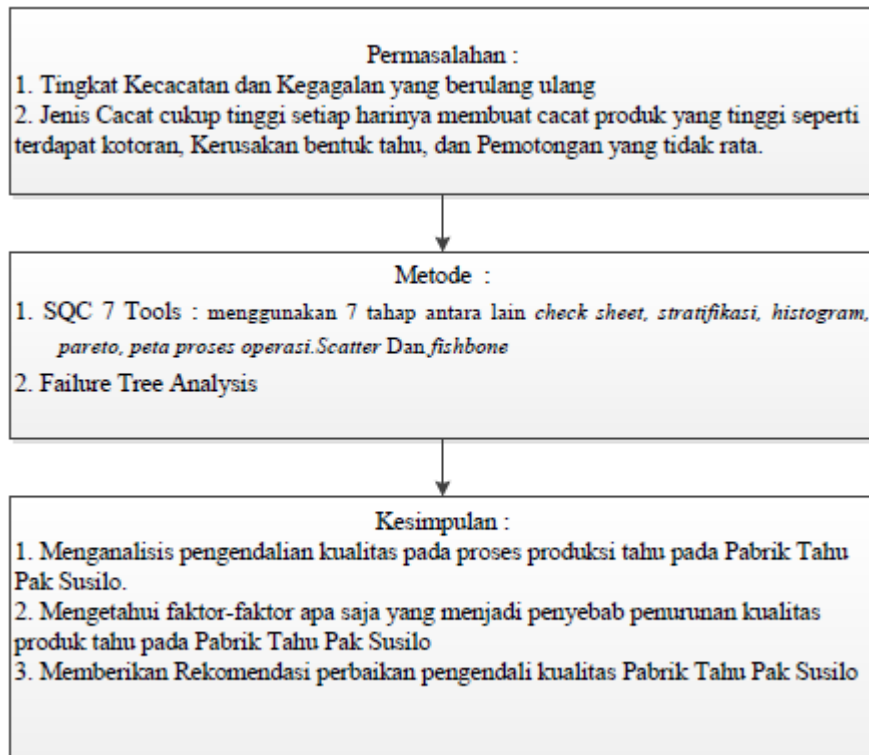 Permasalahan :
1. Tingkat Kecacatan dan Kegagalan yang berulang ulang
2. Jenis Cacat cukup tinggi setiap harinya membuat cacat produk yang tinggi seperti
terdapat kotoran, Kerusakan bentuk tahu, dan Pemotongan yang tidak rata.
Metode :
1. SQC 7 Tools : menggunakan 7 tahap antara lain check sheet, stratifikasi, histogram,
pareto, peta proses operasi.Scatter Dan fishbone
2. Failure Tree Analysis
Kesimpulan :
1. Menganalisis pengendalian kualitas pada proses produksi tahu pada Pabrik Tahu
Pak Susilo.
2. Mengetahui faktor-faktor apa saja yang menjadi penyebab penurunan kualitas
produk tahu pada Pabrik Tahu Pak Susilo
3. Memberikan Rekomendasi perbaikan pengendali kualitas Pabrik Tahu Pak Susilo